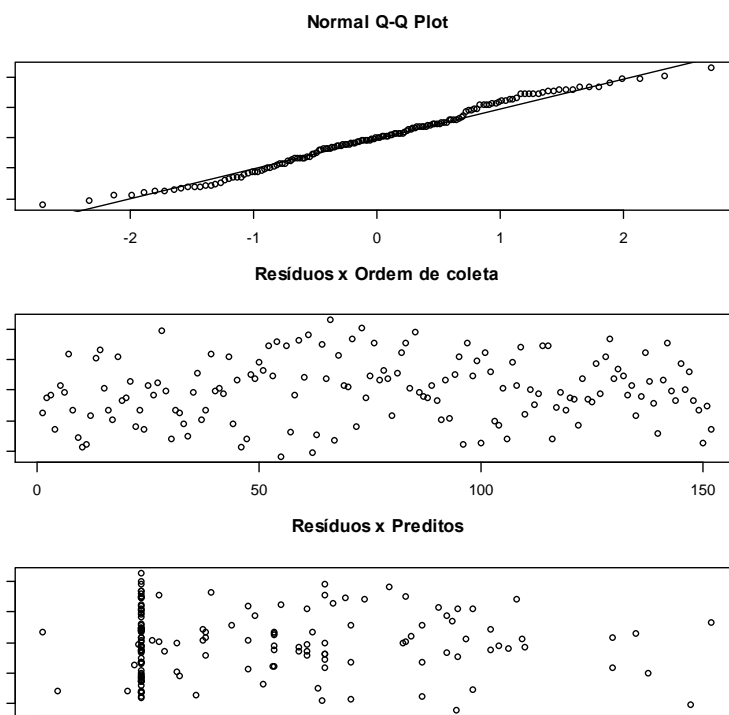 Normal Q-Q Plot
-2 -1 0 1 2
Resíduos x Ordem de coleta
0 50 100 150
Resíduos x Preditos